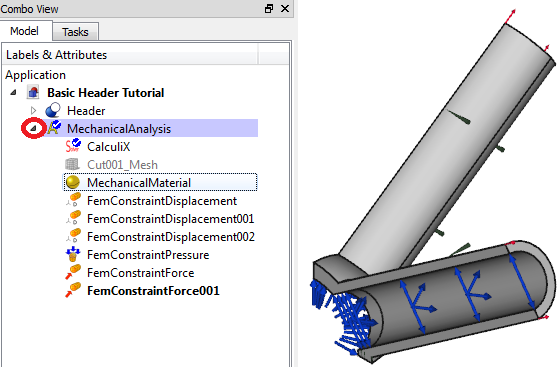 Combo View
Model
Tasks
Labels & Attributes
Application
Basic Header Tutorial
Header
MechanicalAnalysis
CalculiX
Cut001_Mesh
MechanicalMaterial
FemConstraintDisplacement
FemConstraintDisplacement001
FemConstraintDisplacement002
FemConstraintPressure
FemConstraintForce
FemConstraintForce001